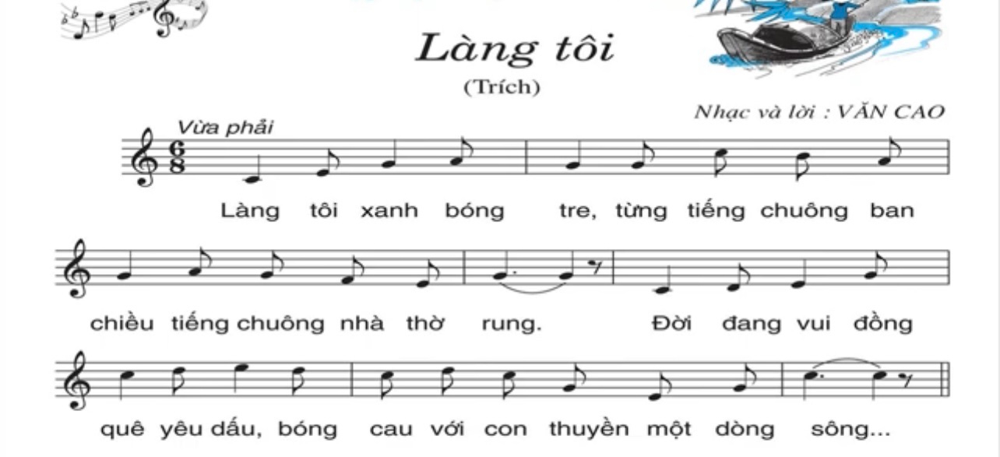 Làng tôi
(Trích)
Nhạc và lời : VĂN CAO
Vừa phải
6
8
Làng tôi xanh bóng tre, từng tiếng chuông ban
chiều tiếng chuông nhà thờ rung. Đời đang vui đồng
quê yêu dấu, bóng cau với con thuyền một dòng sông...